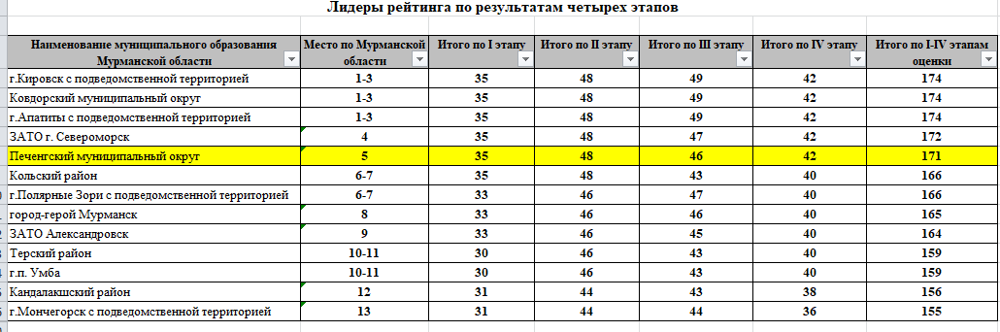 Лидеры рейтинга по результатам четырех этапов
Наименование муниципального образования Мурманской области Место по Мурманской области Итого по I этапу Итого по II этапу Итого по III этапу Итого по IV этапу Итого по I-IV этапам оценки
г.Кировск с подведомственной территорией 1-3 35 48 49 42 174
Ковдорский муниципальный округ 1-3 35 48 49 42 174
г.Апатиты с подведомственной территорией 1-3 35 48 49 42 174
ЗАТО г. Североморск 4 35 48 47 42 172
Печенгский муниципальный округ 5 35 48 46 42 171
Кольский район 6-7 35 48 43 40 166
г.Полярные Зори с подведомственной территорией 6-7 33 46 47 40 166
город-герой Мурманск 8 33 46 46 40 165
ЗАТО Александровск 9 33 46 45 40 164
Терский район 10-11 30 46 43 40 159
г.п. Умба 10-11 30 46 43 40 159
Кандалакшский район 12 31 44 43 38 156
г.Мончегорск с подведомственной территорией 13 31 44 44 36 155